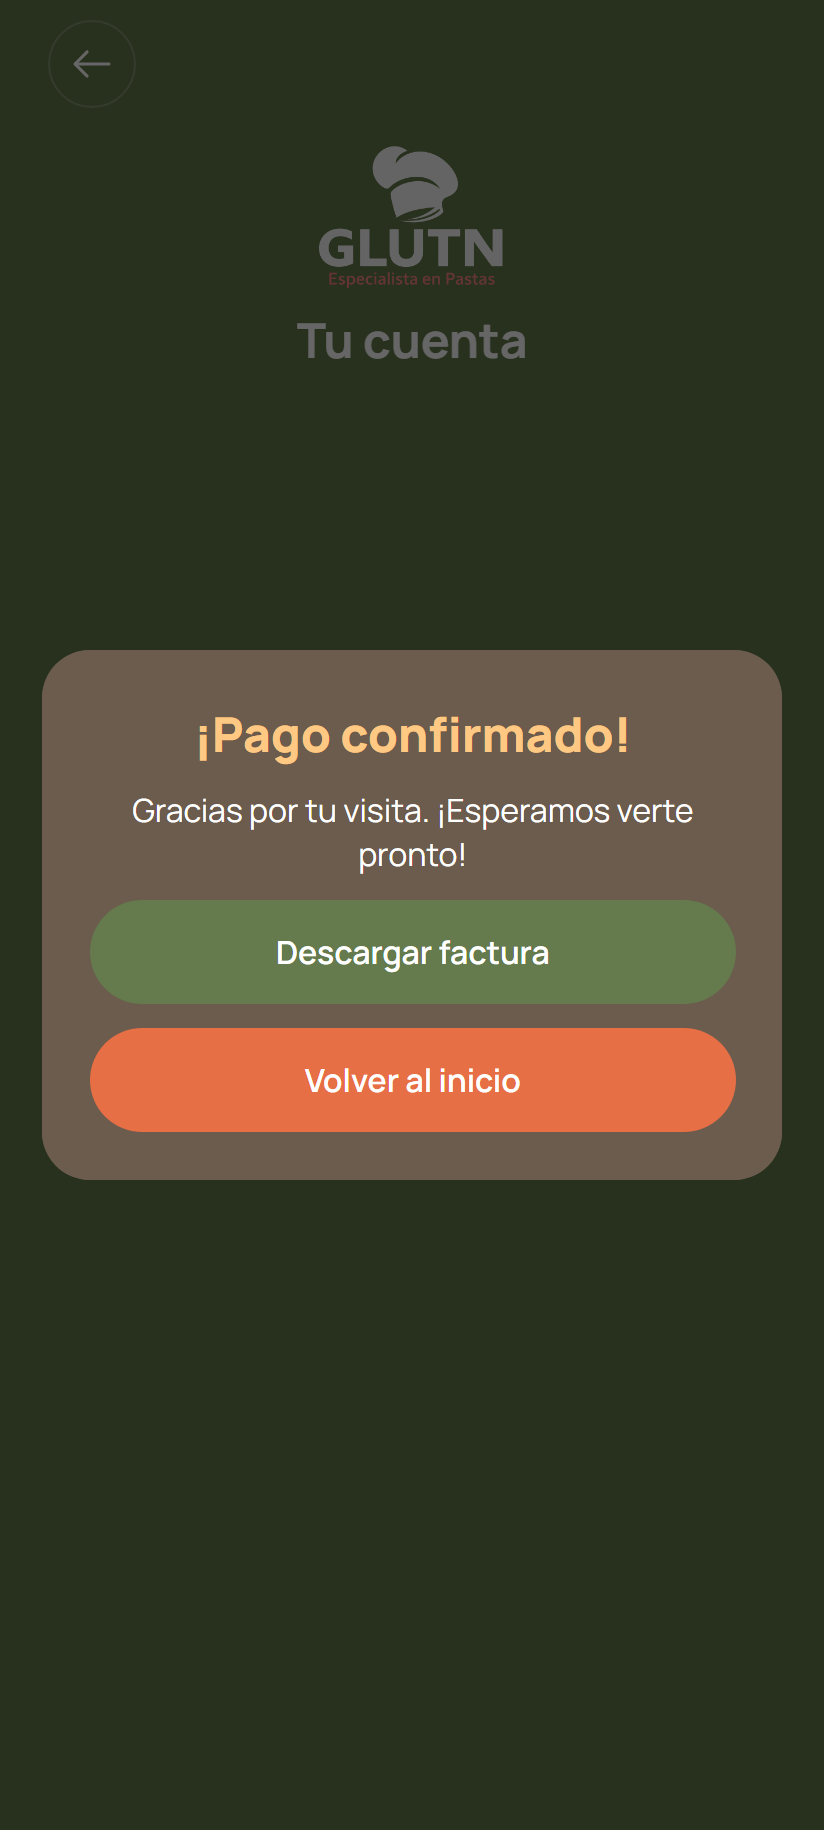 GLUTN
Especialista en Pastas
Tu cuenta
¡Pago confirmado!
Gracias por tu visita. ¡Esperamos verte
pronto!
Descargar factura
Volver al inicio